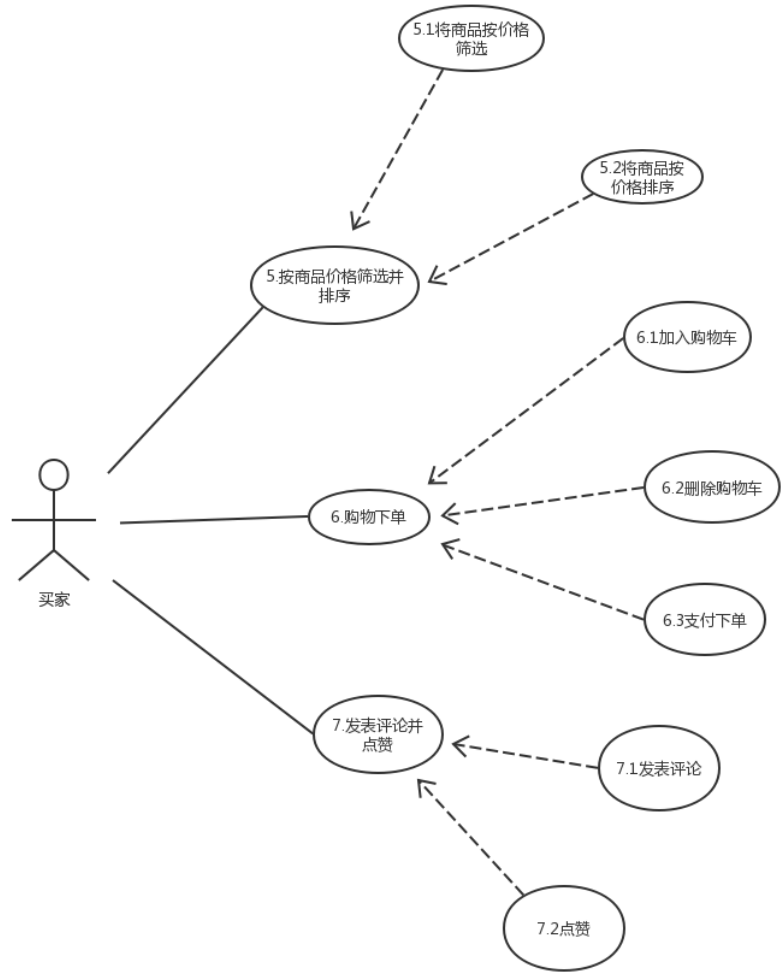 5.1将商品按价格
筛选
5.2将商品按
价格排序
5.按商品价格筛选并
排序
6.1加入购物车
6.2删除购物车
6.购物下单
买家
6.3支付下单
7.发表评论并
点赞
7.1发表评论
7.2点赞